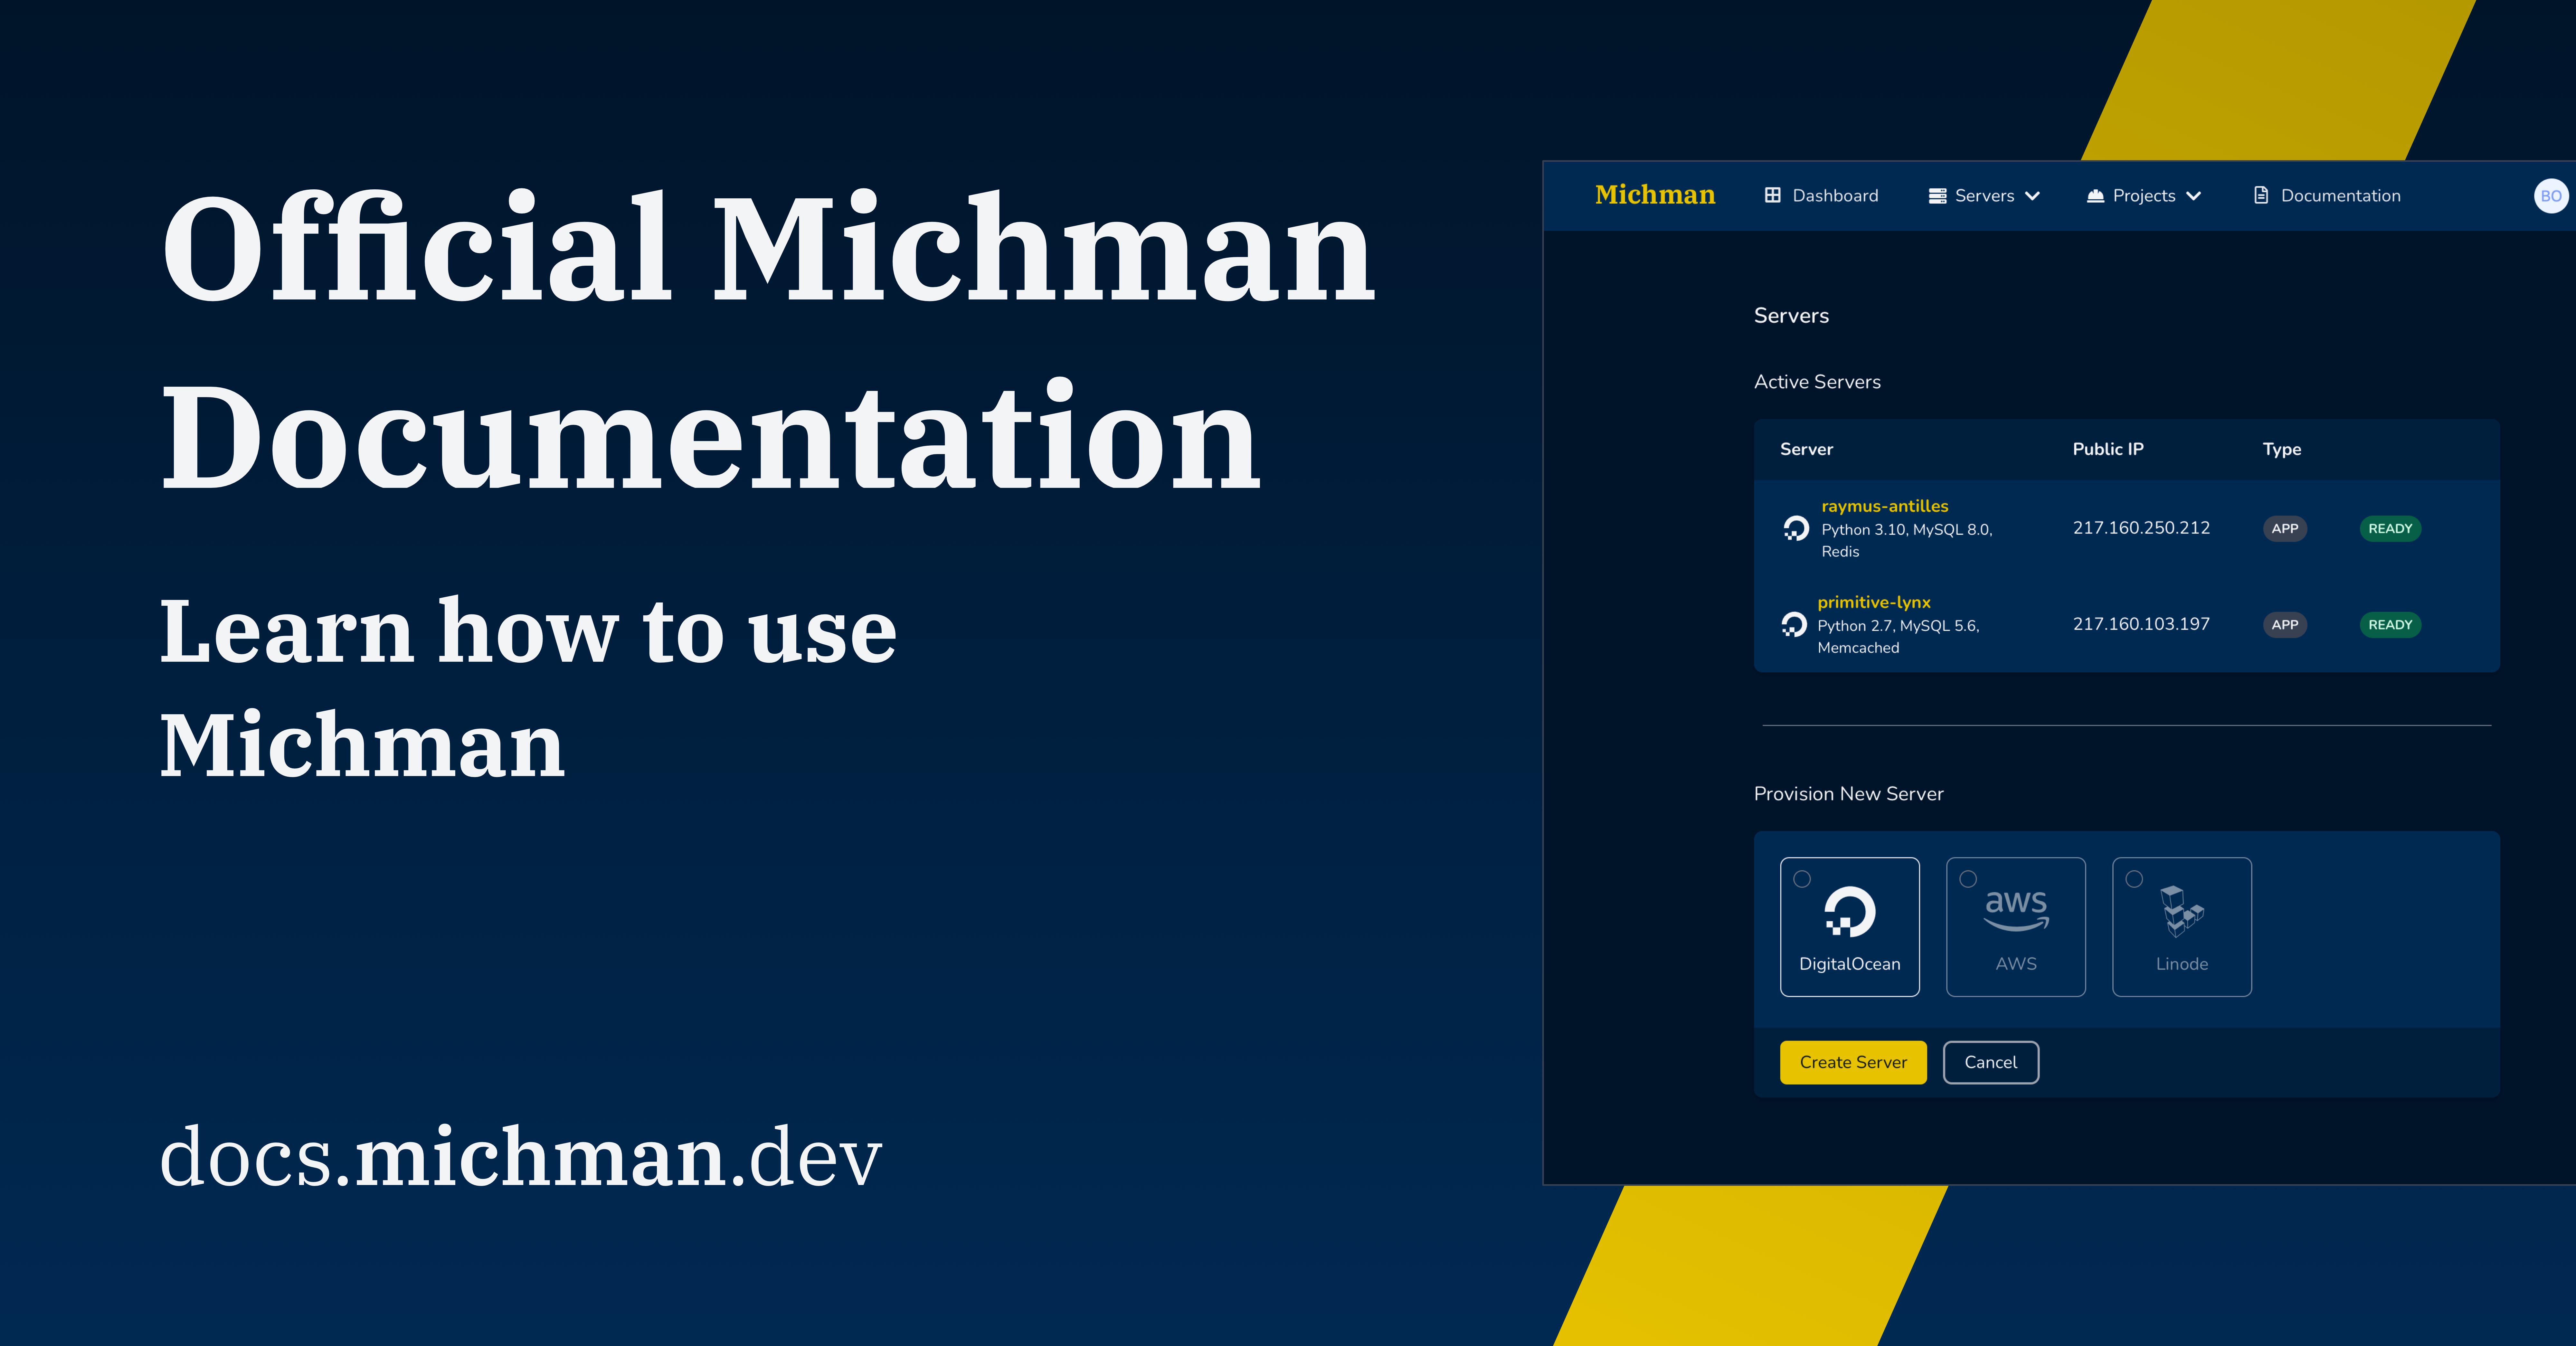 Official Michman
Documentation
Learn how to use
Michman
docs.michman.dev
Michman Dashboard Servers Projects Documentation BO
Servers
Active Servers
Server Public IP Type
raymus-antilles
Python 3.10, MySQL 8.0,
Redis
217.160.250.212 APP READY
primitive-lynx
Python 2.7, MySQL 5.6,
Memcached
217.160.103.197 APP READY
Provision New Server
aws
DigitalOcean AWS Linode
Create Server Cancel